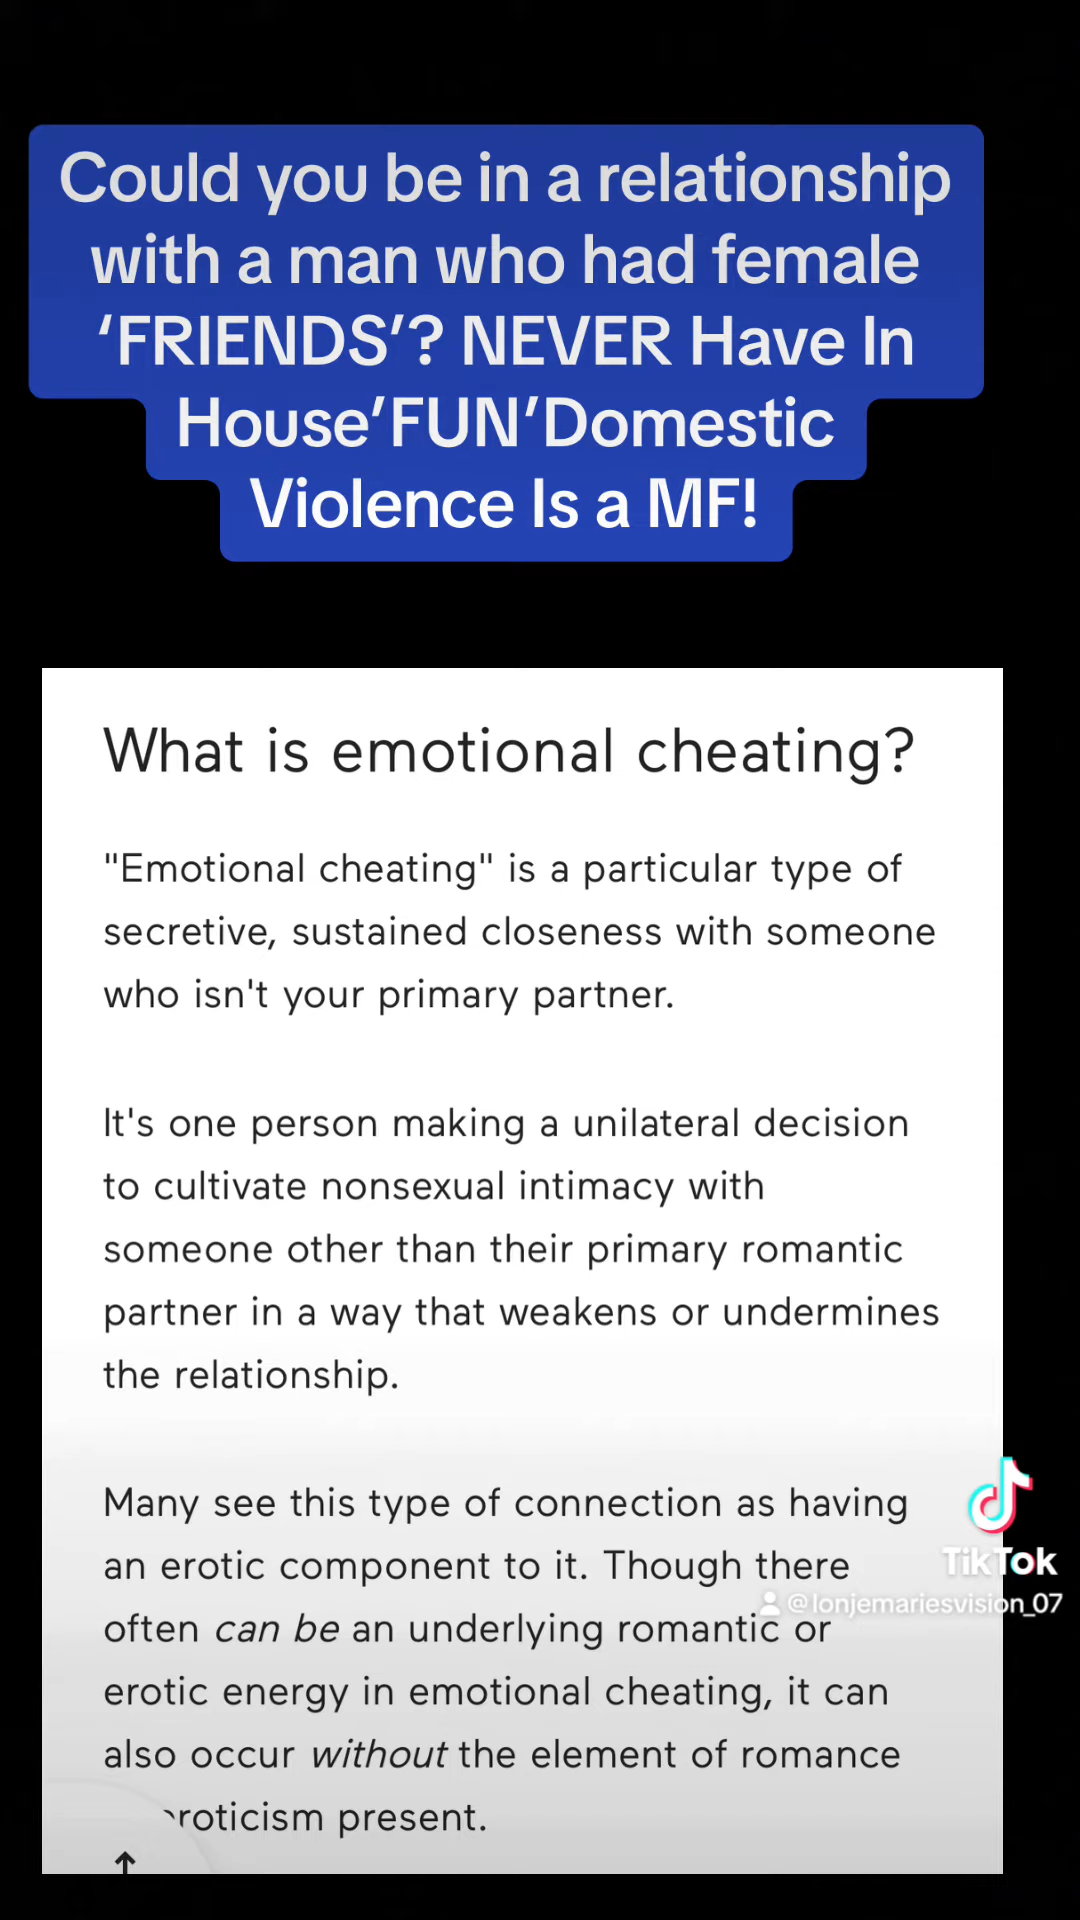 Could you be in a relationship
with a man who had female
‘FRIENDS’? NEVER Have In
House’FUN’Domestic
Violence Is a MF!
What is emotional cheating?
"Emotional cheating" is a particular type of
secretive, sustained closeness with someone
who isn't your primary partner.
It's one person making a unilateral decision
to cultivate nonsexual intimacy with
someone other than their primary romantic
partner in a way that weakens or undermines
the relationship.
Many see this type of connection as having
an erotic component to it. Though there
often can be an underlying romantic or
erotic energy in emotional cheating, it can
also occur without the element of romance
eroticism present.
TikTok
@lonjemariesvision_07